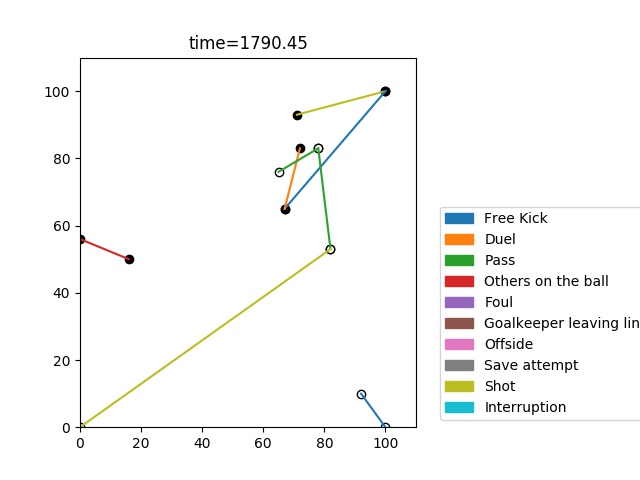 time=1790.45
100
80
60
40
20
0
0 20 40 60 80 100
Free Kick
Duel
Pass
Others on the ball
Foul
Goalkeeper leaving lin
Offside
Save attempt
Shot
Interruption